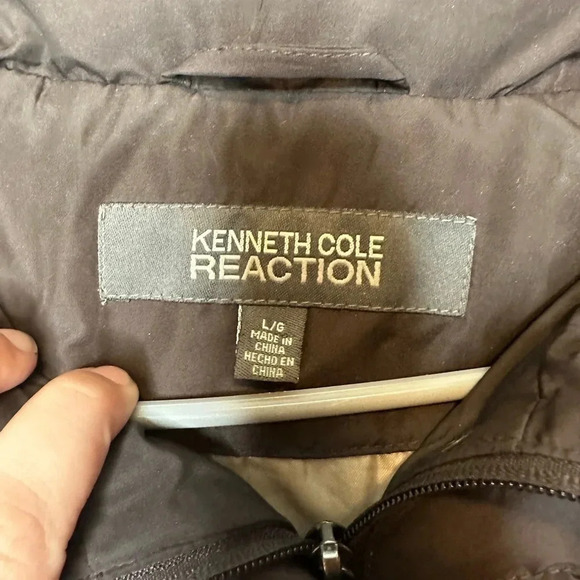 KENNETH COLE
REACTION
L/G
MADE IN
CHINA
HECHO EN
CHINA